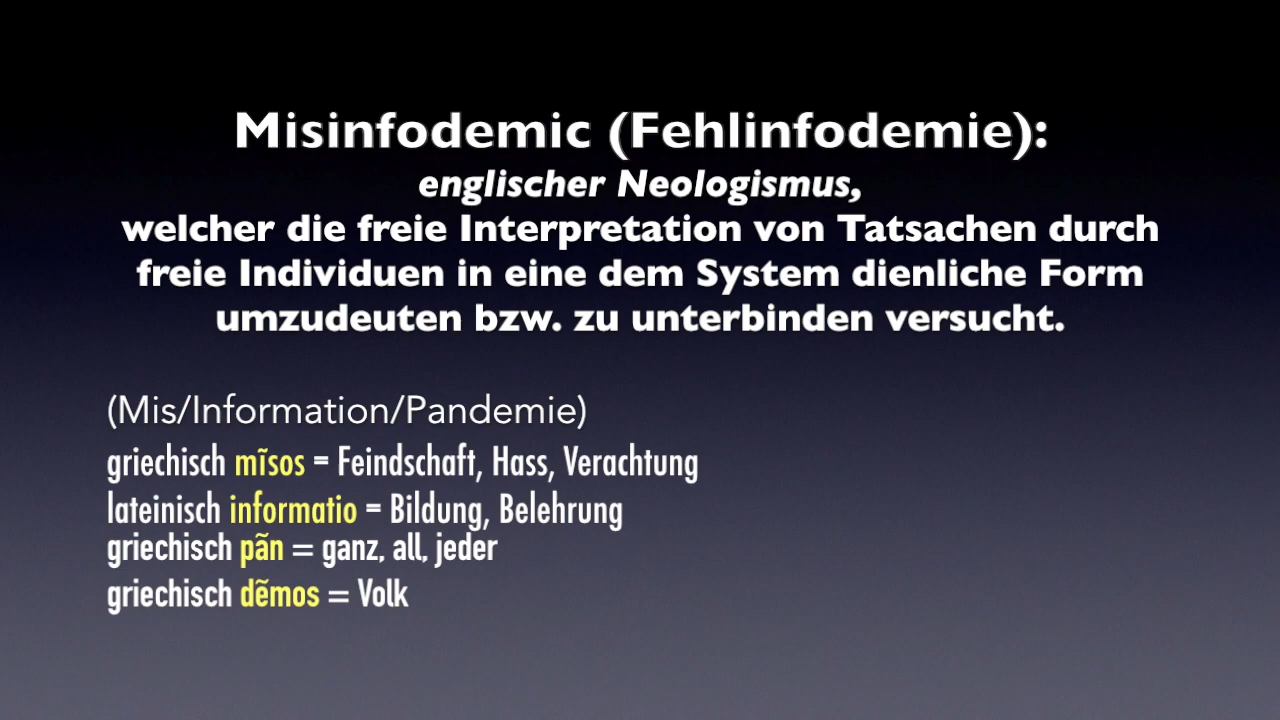 Misinfodemic (Fehlinfodemie):
englischer Neologismus,
welcher die freie Interpretation von Tatsachen durch
freie Individuen in eine dem System dienliche Form
umzudeuten bzw. zu unterbinden versucht.
(Mis/Information/Pandemie)
griechisch mĩsos = Feindschaft, Hass, Verachtung
lateinisch informatio = Bildung, Belehrung
griechisch pãn = ganz, all, jeder
griechisch dẽmos = Volk